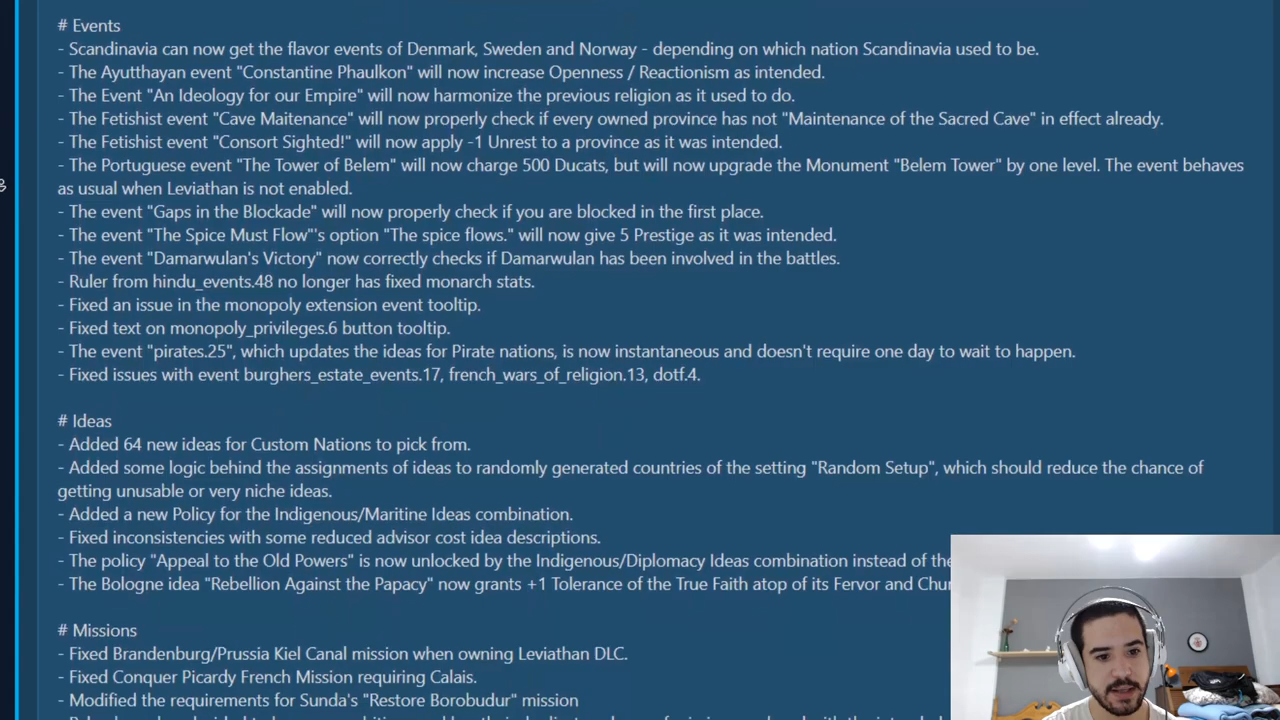 # Events
- Scandinavia can now get the flavor events of Denmark, Sweden and Norway - depending on which nation Scandinavia used to be.
- The Ayutthayan event "Constantine Phaulkon" will now increase Openness / Reactionism as intended.
- The Event "An Ideology for our Empire" will now harmonize the previous religion as it used to do.
- The Fetishist event "Cave Maitenance" will now properly check if every owned province has not "Maintenance of the Sacred Cave" in effect already.
- The Fetishist event "Consort Sighted!" will now apply -1 Unrest to a province as it was intended.
- The Portuguese event "The Tower of Belem" will now charge 500 Ducats, but will now upgrade the Monument "Belem Tower" by one level. The event behaves
as usual when Leviathan is not enabled.
- The event "Gaps in the Blockade" will now properly check if you are blocked in the first place.
- The event "The Spice Must Flow"'s option "The spice flows." will now give 5 Prestige as it was intended.
- The event "Damarwulan's Victory" now correctly checks if Damarwulan has been involved in the battles.
- Ruler from hindu_events.48 no longer has fixed monarch stats.
- Fixed an issue in the monopoly extension event tooltip.
- Fixed text on monopoly_privileges.6 button tooltip.
- The event "pirates.25", which updates the ideas for Pirate nations, is now instantaneous and doesn't require one day to wait to happen.
- Fixed issues with event burghers_estate_events.17, french_wars_of_religion.13, dotf.4.
# Ideas
- Added 64 new ideas for Custom Nations to pick from.
- Added some logic behind the assignments of ideas to randomly generated countries of the setting "Random Setup", which should reduce the chance of
getting unusable or very niche ideas.
- Added a new Policy for the Indigenous/Maritine Ideas combination.
- Fixed inconsistencies with some reduced advisor cost idea descriptions.
- The policy "Appeal to the Old Powers" is now unlocked by the Indigenous/Diplomacy Ideas combination instead of the
- The Bologne idea "Rebellion Against the Papacy" now grants +1 Tolerance of the True Faith atop of its Fervor and
# Missions
- Fixed Brandenburg/Prussia Kiel Canal mission when owning Leviathan DLC.
- Fixed Conquer Picardy French Mission requiring Calais.
- Modified the requirements for Sunda's "Restore Borobudur" mission